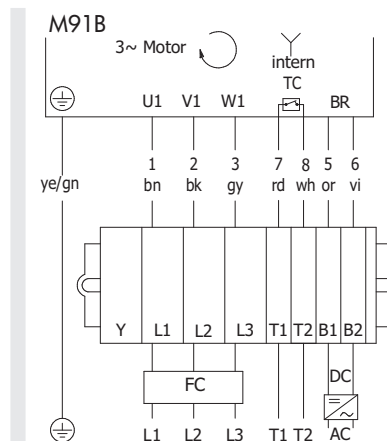 M91B
3~ Motor
intern
TC
U1 V1 W1 BR
1 2 3 7 8 5 6
ye/gn bn bk gy rd wh or vi
Y L1 L2 L3 T1 T2 B1 B2
FC DC
L1 L2 L3 T1 T2 AC